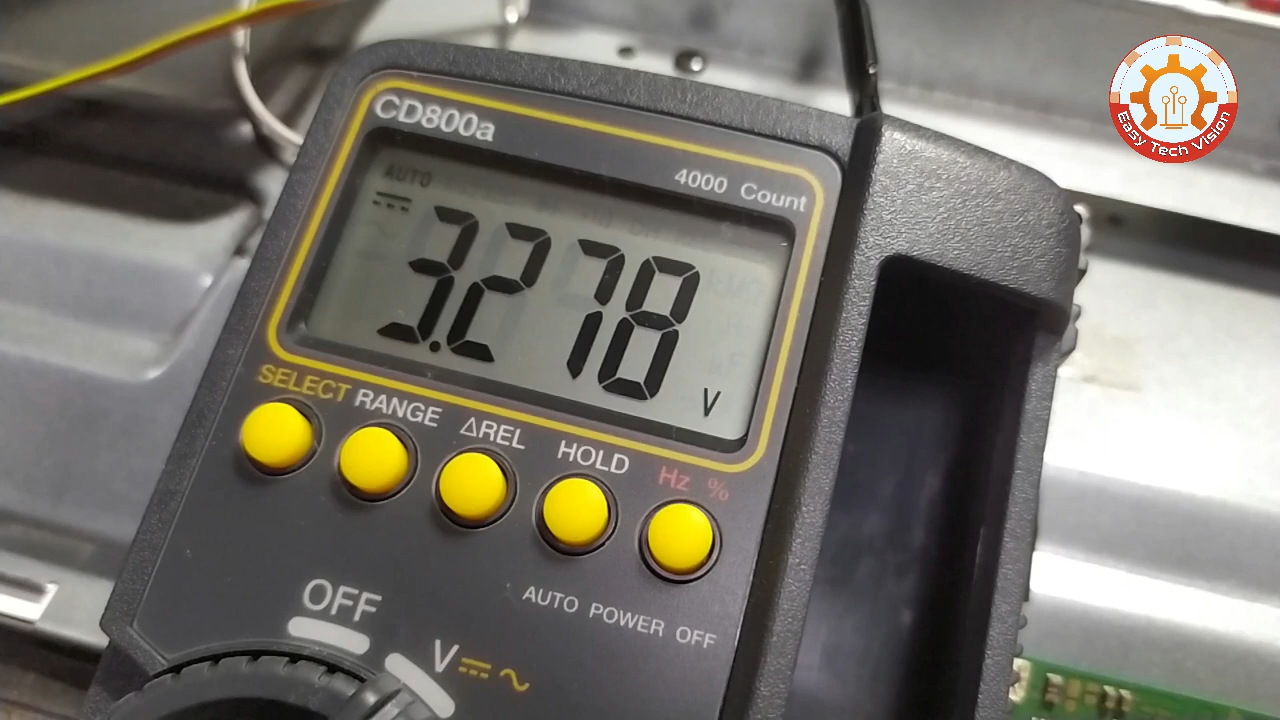 Easy Tech Vision
CD800a
4000 Count
AUTO
3.278
V
SELECT RANGE ΔREL HOLD Hz %
AUTO POWER OFF
OFF
V ⎓ ~